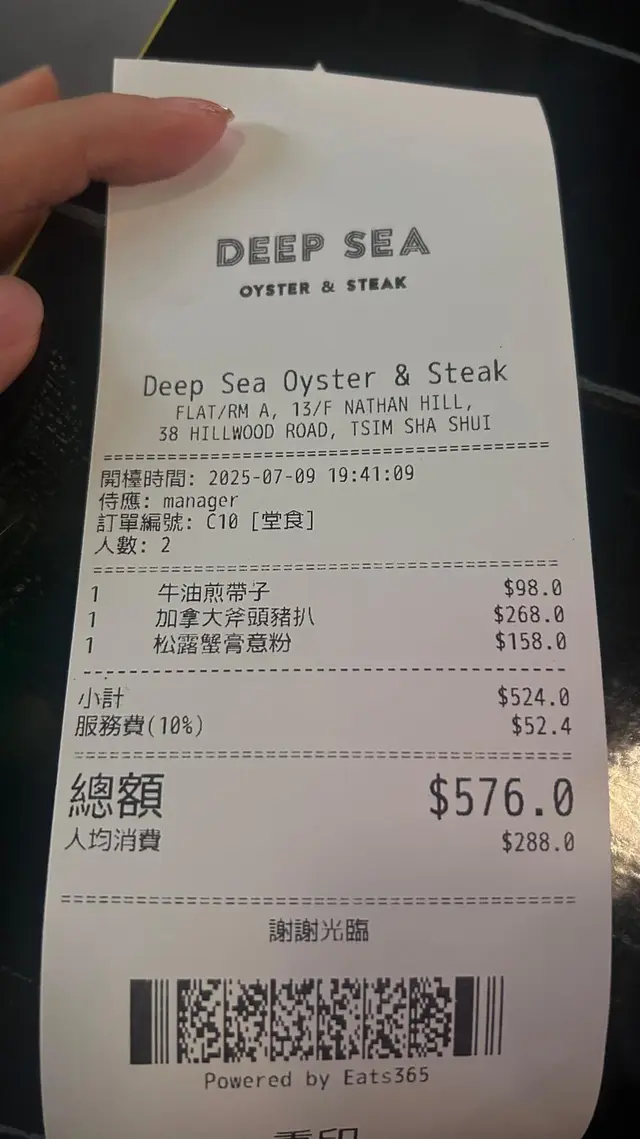 DEEP SEA
OYSTER & STEAK
Deep Sea Oyster & Steak
FLAT/RM A, 13/F NATHAN HILL,
38 HILLWOOD ROAD, TSIM SHA SHUI
開檯時間: 2025-07-09 19:41:09
侍應: manager
訂單編號: C10 [堂食]
人數: 2
1 牛油煎帶子 $98.0
1 加拿大斧頭豬扒 $268.0
1 松露蟹膏意粉 $158.0
小計 $524.0
服務費(10%) $52.4
總額 $576.0
人均消費 $288.0
謝謝光臨
Powered by Eats365